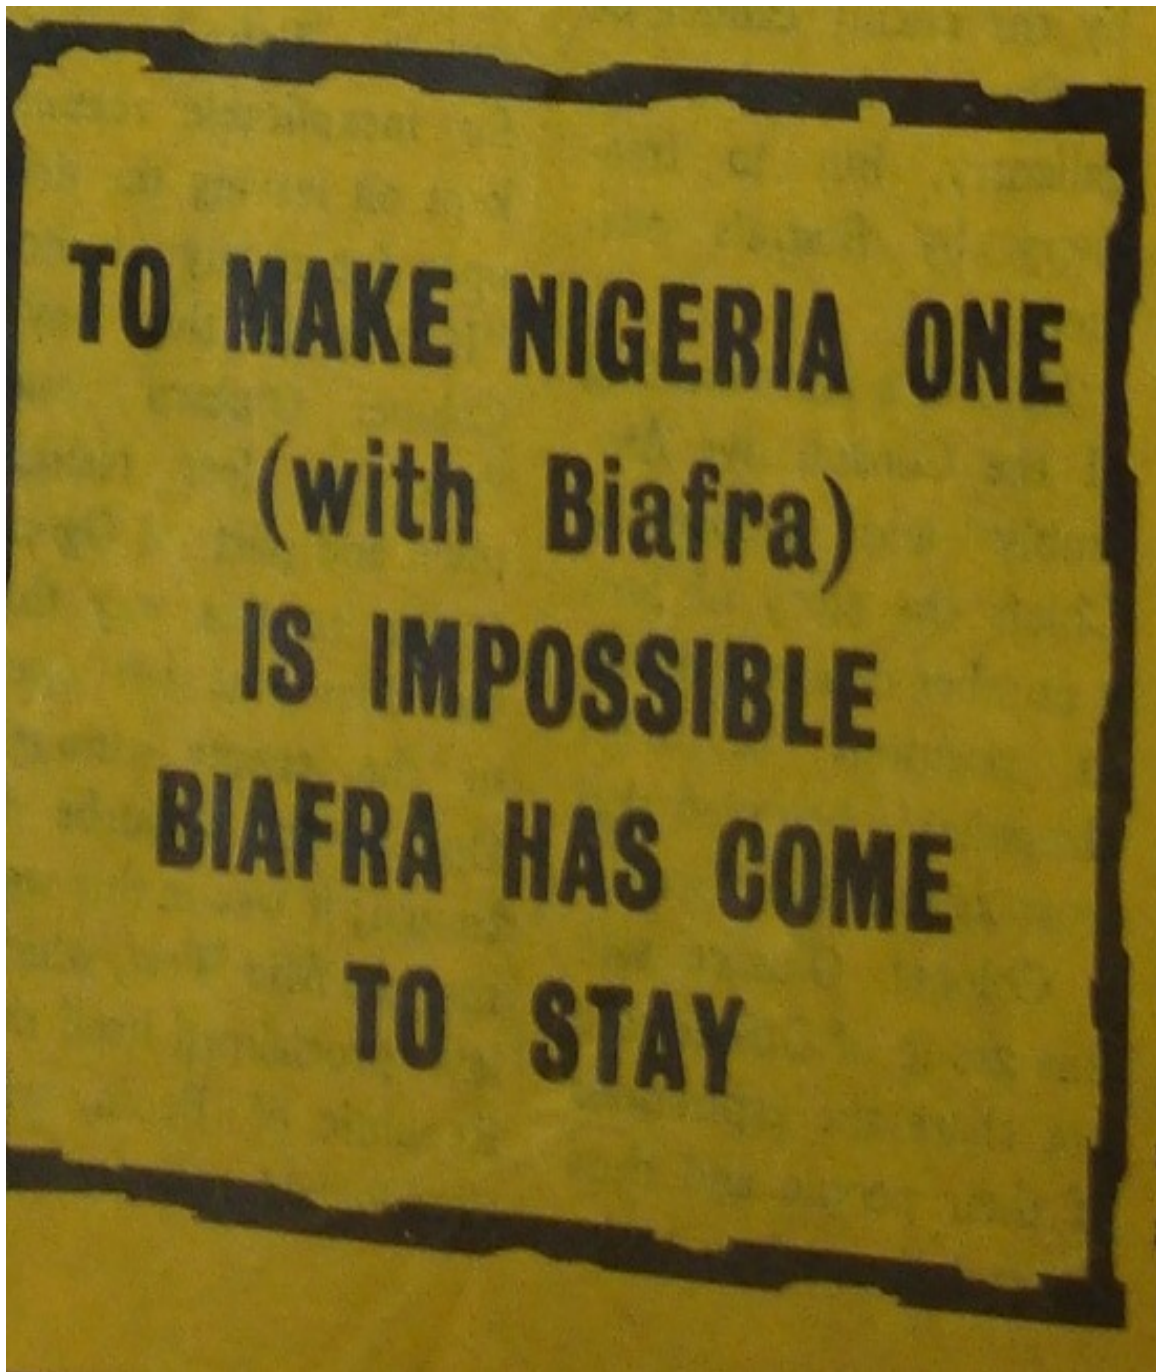 TO MAKE NIGERIA ONE
(with Biafra)
IS IMPOSSIBLE
BIAFRA HAS COME
TO STAY